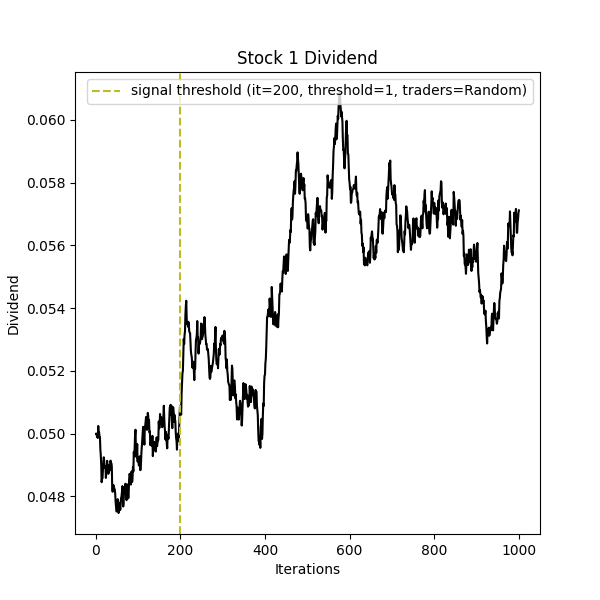 Stock 1 Dividend
signal threshold (it=200, threshold=1, traders=Random)
0.060
0.058
0.056
0.054
0.052
0.050
0.048
Dividend
0 200 400 600 800 1000
Iterations